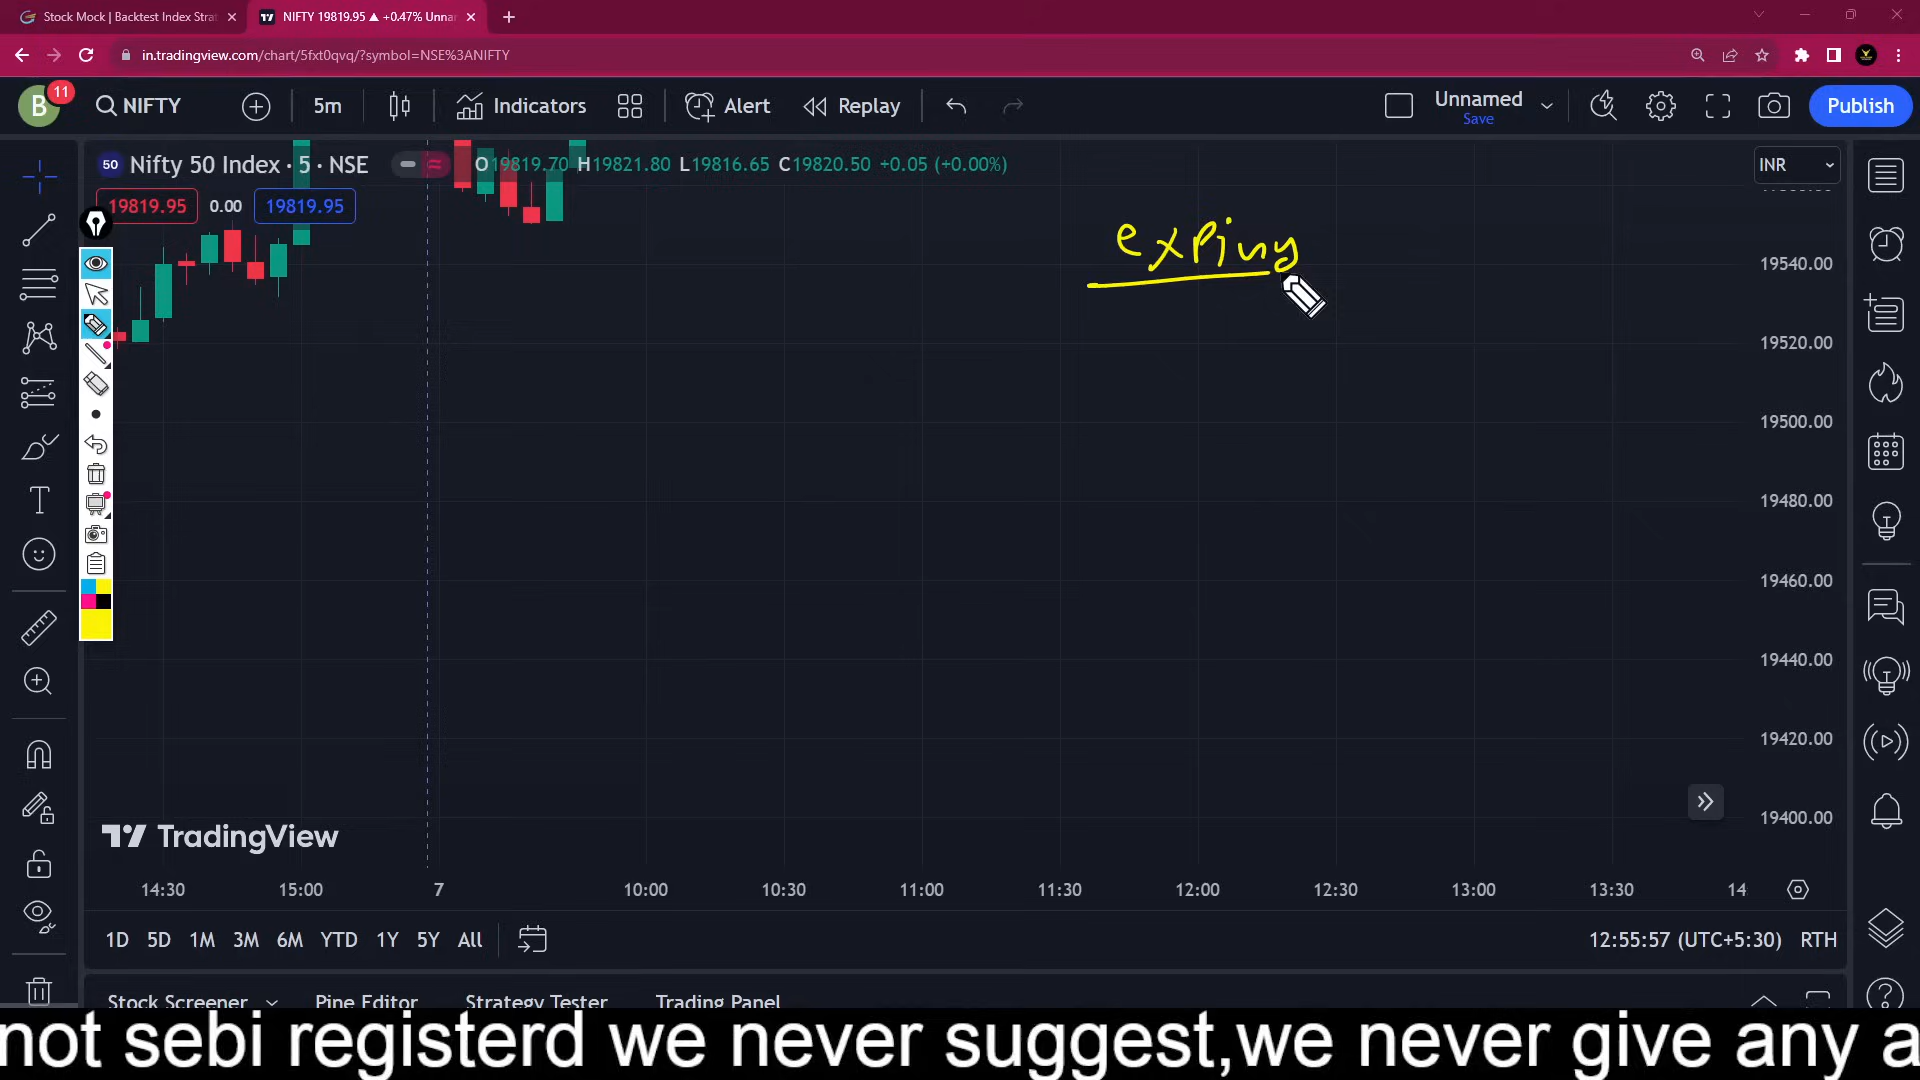 Stock Mock | Backtest Index Strat
NIFTY 19819.95 ▲ +0.47% Unnar
in.tradingview.com/chart/5fxt0qvq/?symbol=NSE%3ANIFTY
B 11 NIFTY 5m Indicators Alert Replay Unnamed Save Publish
50 Nifty 50 Index · 5 · NSE O19819.70 H19821.80 L19816.65 C19820.50 +0.05 (+0.00%) INR
19819.95 0.00 19819.95
expiry
19540.00
19520.00
19500.00
19480.00
19460.00
19440.00
19420.00
19400.00
TradingView
14:30 15:00 7 10:00 10:30 11:00 11:30 12:00 12:30 13:00 13:30 14
1D 5D 1M 3M 6M YTD 1Y 5Y All 12:55:57 (UTC+5:30) RTH
Stock Screener Pine Editor Strategy Tester Trading Panel
not sebi registerd we never suggest,we never give any a